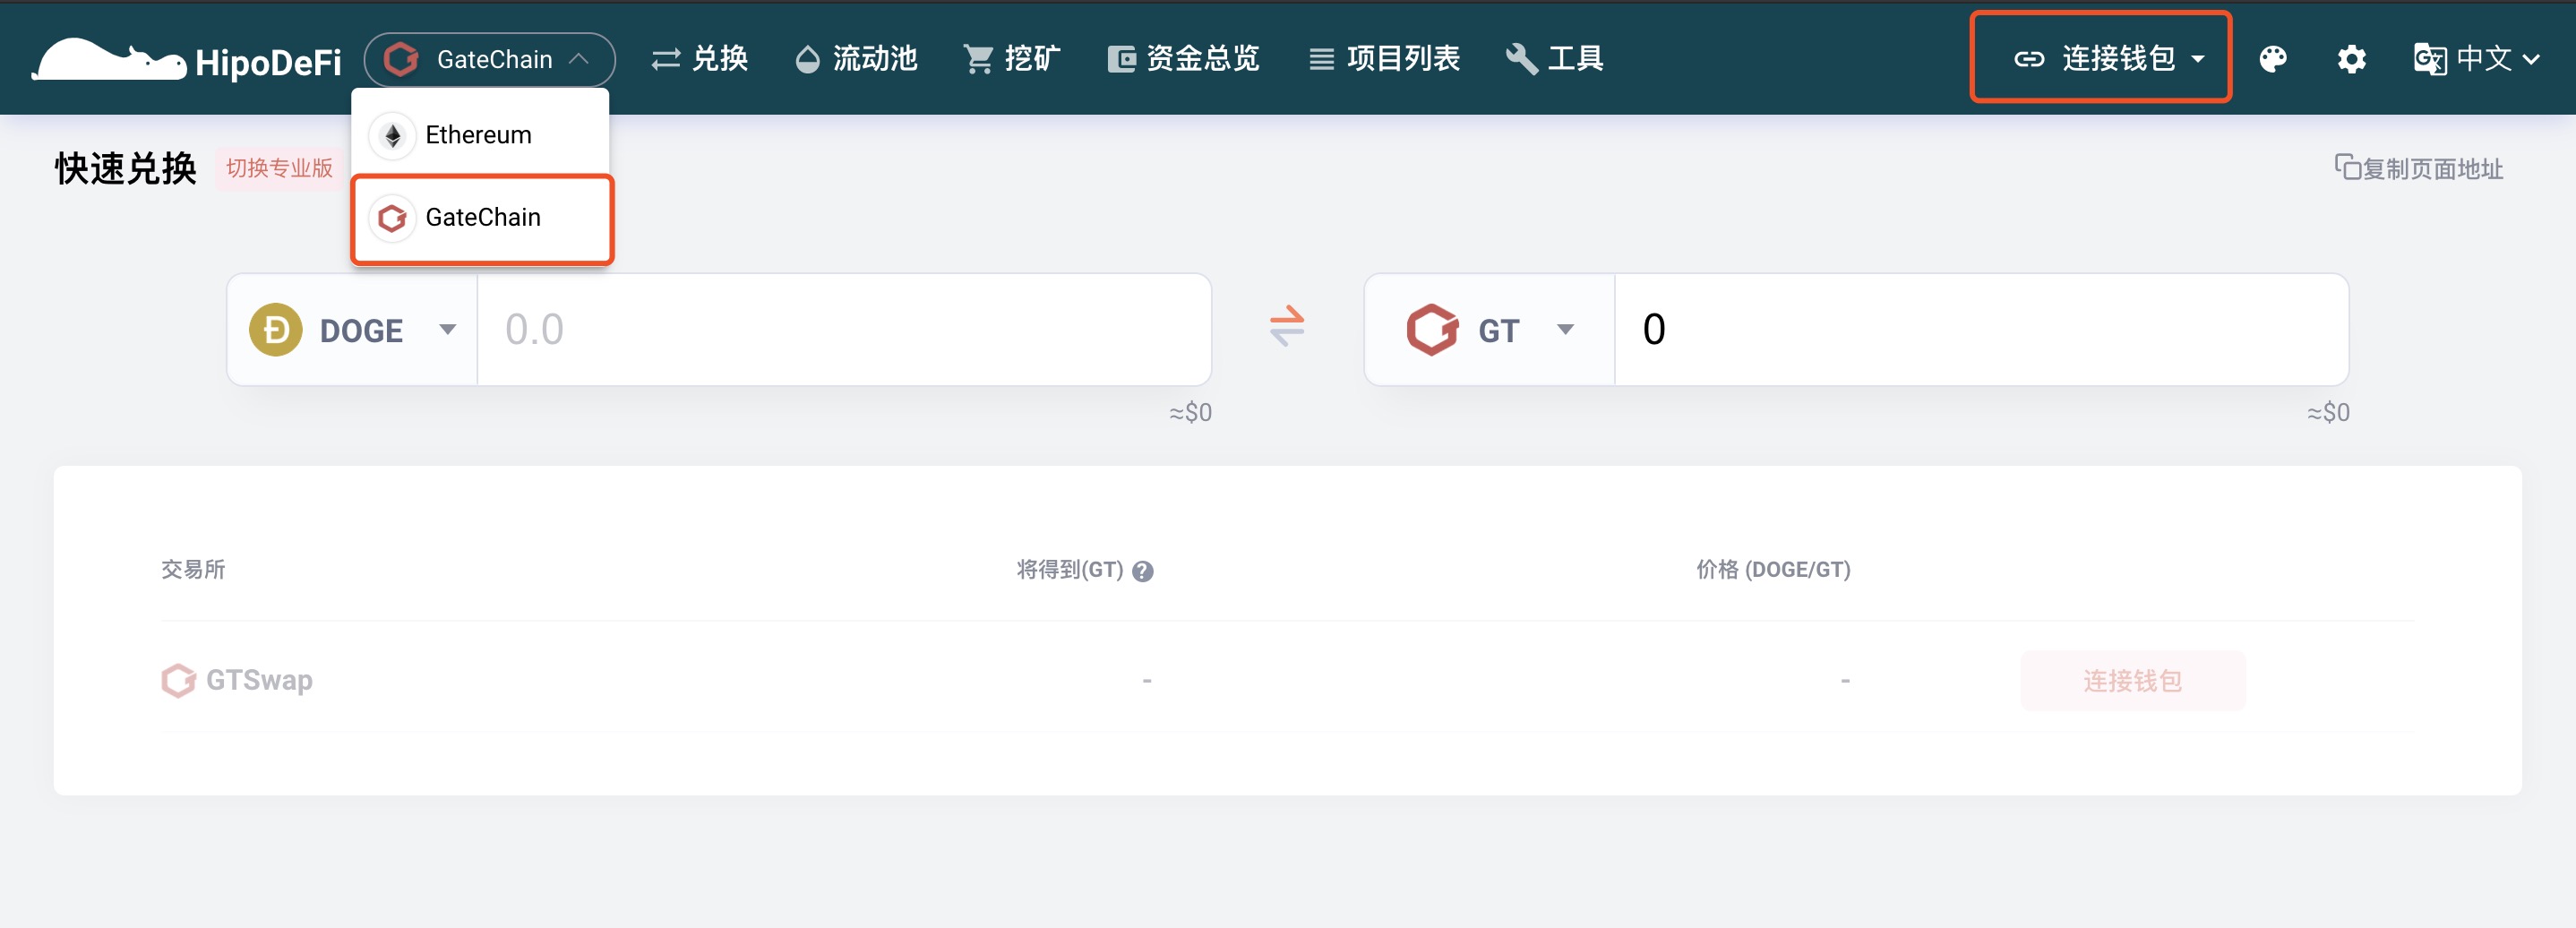 HipoDeFi GateChain 兑换 流动池 挖矿 资金总览 项目列表 工具 连接钱包 中文
Ethereum
GateChain
快速兑换 切换专业版 复制页面地址
DOGE 0.0 GT 0
≈$0 ≈$0
交易所 将得到(GT) ? 价格 (DOGE/GT)
GTSwap - - 连接钱包